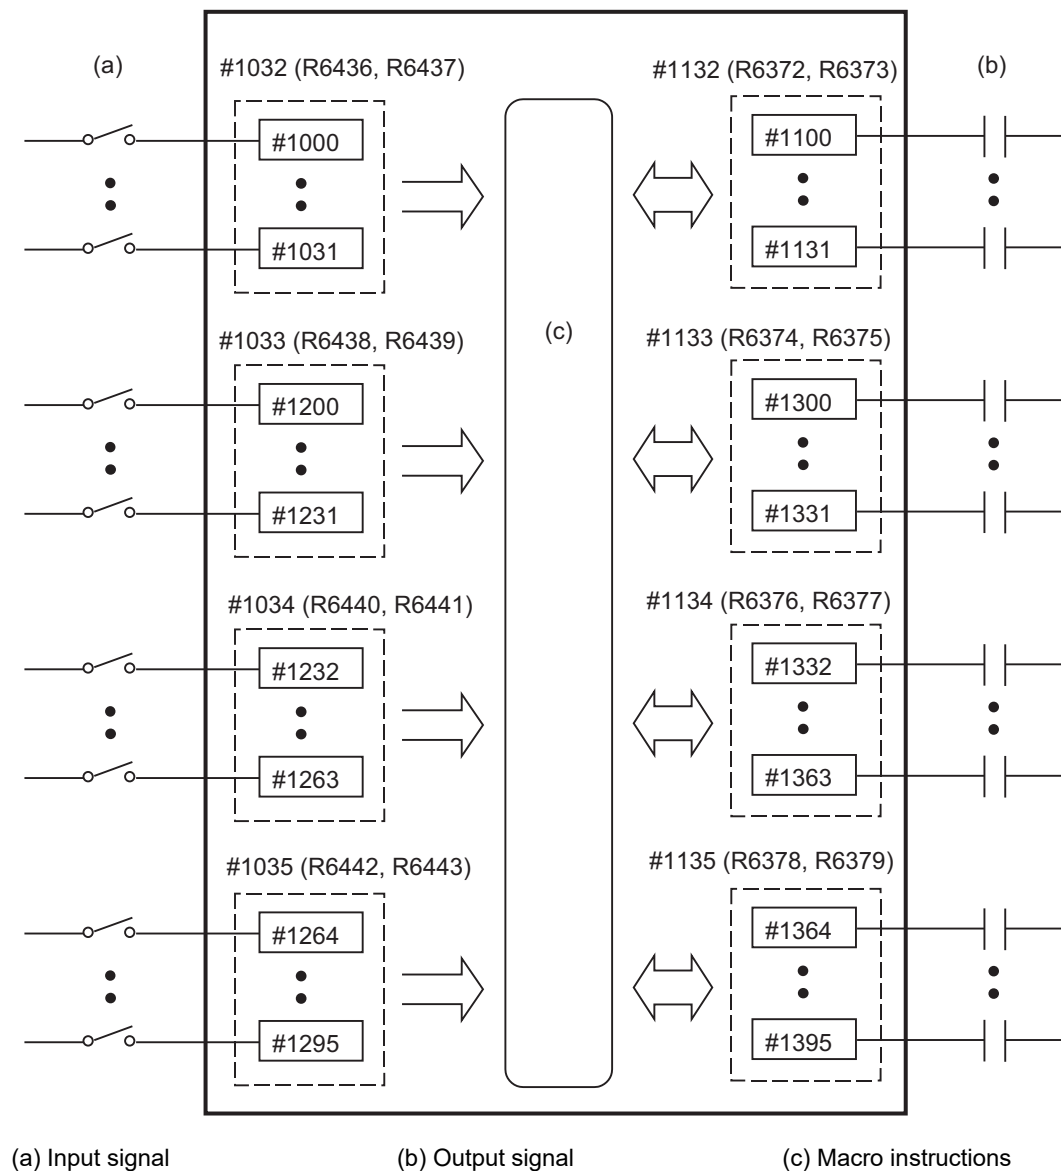 (a)
#1032 (R6436, R6437)
#1132 (R6372, R6373)
(b)
#1000
#1100
#1031
#1131
(c)
#1033 (R6438, R6439)
#1133 (R6374, R6375)
#1200
#1300
#1231
#1331
#1034 (R6440, R6441)
#1134 (R6376, R6377)
#1232
#1332
#1263
#1363
#1035 (R6442, R6443)
#1135 (R6378, R6379)
#1264
#1364
#1295
#1395
(a) Input signal
(b) Output signal
(c) Macro instructions